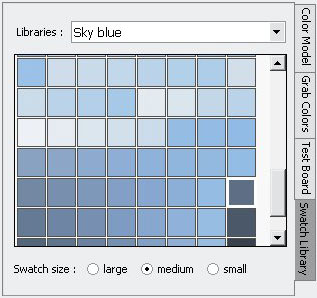 Libraries : Sky blue
Color Model
Grab Colors
Test Board
Swatch Library
Swatch size : large medium small